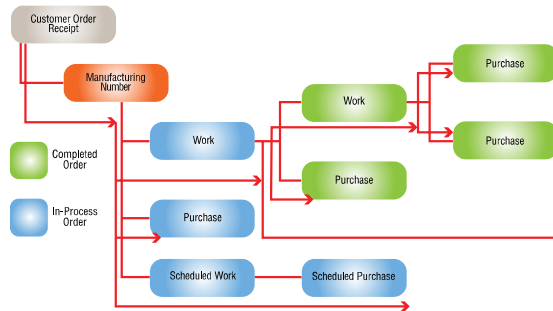 Customer Order
Receipt
Manufacturing
Number
Work
Purchase
Work
Purchase
Purchase
Completed
Order
In-Process
Order
Purchase
Scheduled Work
Scheduled Purchase